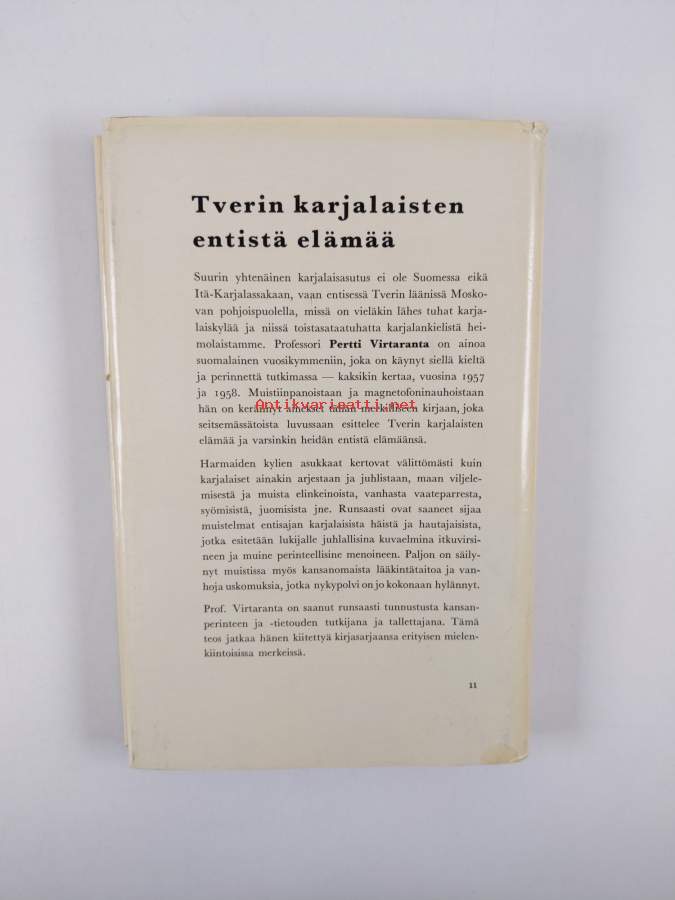 Tverin karjalaisten
entistä elämää
Suurin yhtenäinen karjalaisasutus ei ole Suomessa eikä
Itä-Karjalassakaan, vaan entisessä Tverin läänissä Mosko-
van pohjoispuolella, missä on vieläkin lähes tuhat karja-
laiskylää ja niissä toistasataatuhatta karjalankielistä hei-
molaistamme. Professori Pertti Virtaranta on ainoa
suomalainen vuosikymmeniin, joka on käynyt siellä kieltä
ja perinnettä tutkimassa — kaksikin kertaa, vuosina 1957
ja 1958. Muistiinpanoistaan ja magnetofoninauhoistaan
Antikvariaatti.net
hän on kerännyt ainekset tähän merkilliseen kirjaan, joka
seitsemässätoista luvussaan esittelee Tverin karjalaisten
elämää ja varsinkin heidän entistä elämäänsä.
Harmaiden kylien asukkaat kertovat välittömästi kuin
karjalaiset ainakin arjestaan ja juhlistaan, maan viljele-
misestä ja muista elinkeinoista, vanhasta vaateparresta,
syömisistä, juomisista jne. Runsaasti ovat saaneet sijaa
muistelmat entisajan karjalaisista häistä ja hautajaisista,
jotka esitetään lukijalle juhlallisina kuvaelmina itkuvirsi-
neen ja muine perinteellisine menoineen. Paljon on säily-
nyt muistissa myös kansanomaista lääkintätaitoa ja van-
hoja uskomuksia, jotka nykypolvi on jo kokonaan hylännyt.
Prof. Virtaranta on saanut runsaasti tunnustusta kansan-
perinteen ja -tietouden tutkijana ja tallettajana. Tämä
teos jatkaa hänen kiitettyä kirjasarjaansa erityisen mielen-
kiintoisissa merkeissä.
11